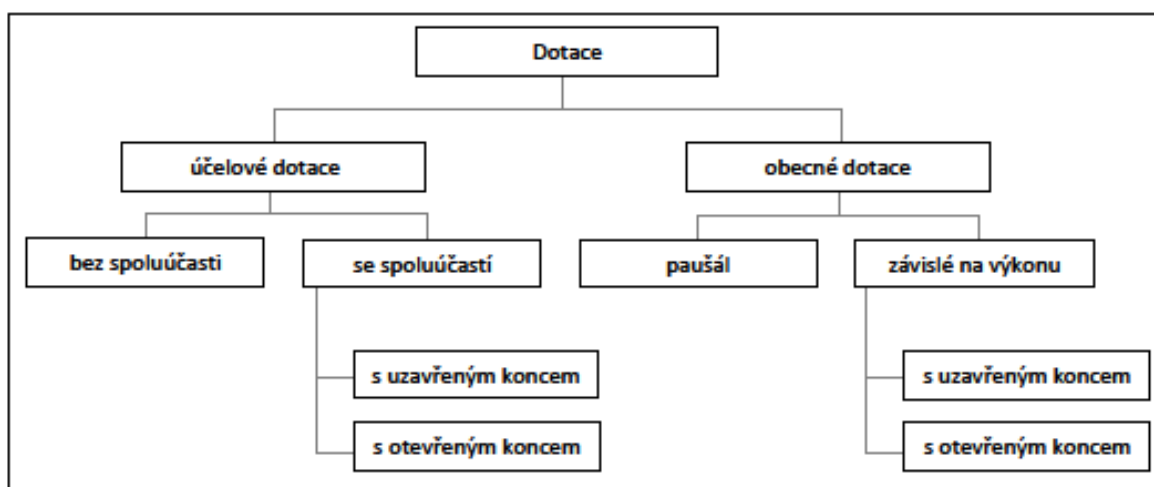 Dotace
účelové dotace
obecné dotace
bez spoluúčasti
se spoluúčastí
paušál
závislé na výkonu
s uzavřeným koncem
s uzavřeným koncem
s otevřeným koncem
s otevřeným koncem